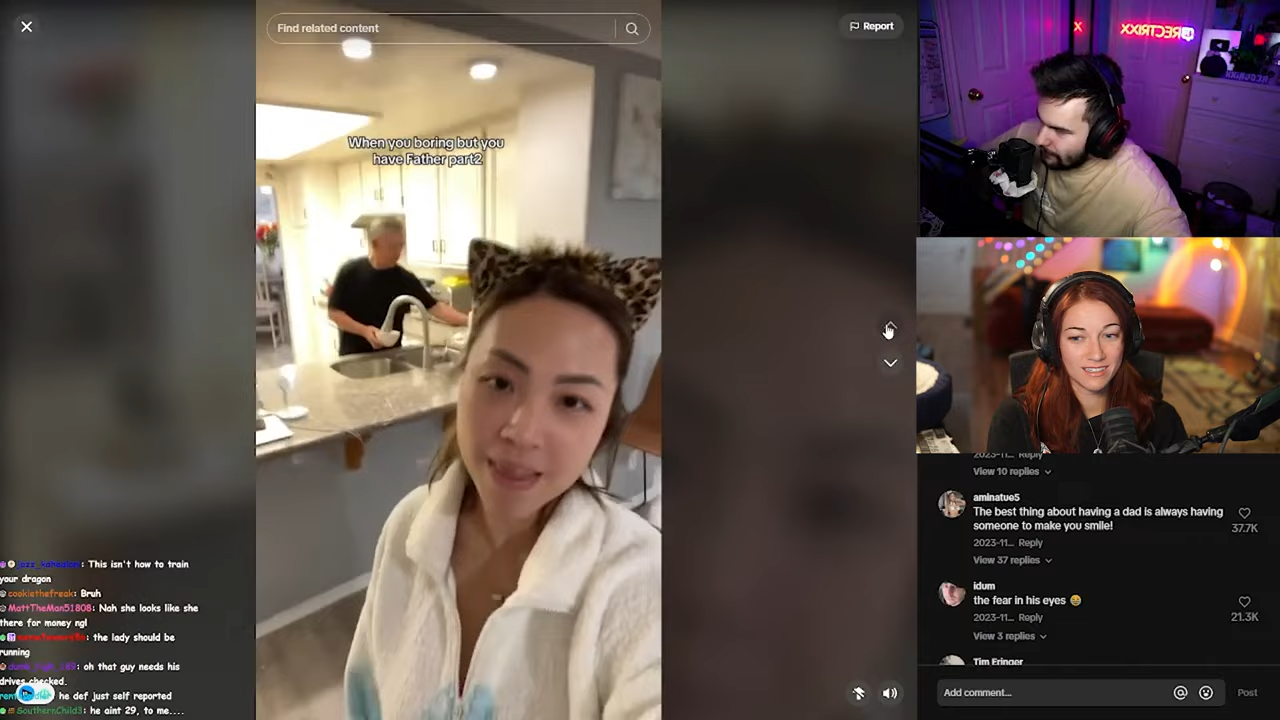 Find related content
Report
When you boring but you
have Father part2
View 10 replies
aminatue5
The best thing about having a dad is always having
someone to make you smile!
37.7K
2023-11... Reply
View 37 replies
idum
the fear in his eyes 😂
21.3K
2023-11... Reply
View 3 replies
Add comment...
Post
: This isn't how to train
your dragon
cookiethefreak: Bruh
MattTheMan51808: Nah she looks like she
there for money ngl
: the lady should be
running
: oh that guy needs his
drives checked.
he def just self reported
SouthernChild3: he aint 29, to me....